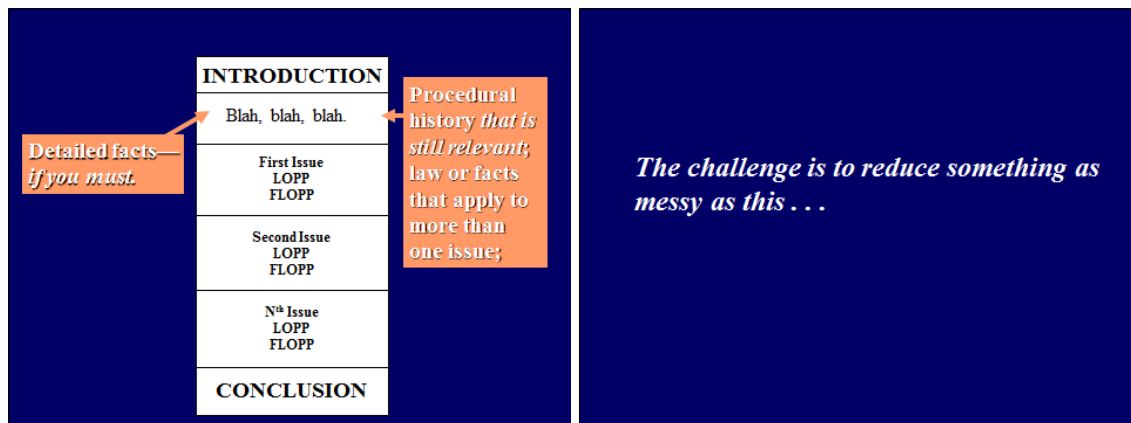 INTRODUCTION
Blah, blah, blah.
Detailed facts—
if you must.
Procedural
history that is
still relevant;
law or facts
that apply to
more than
one issue;
First Issue
LOPP
FLOPP
Second Issue
LOPP
FLOPP
Nth Issue
LOPP
FLOPP
CONCLUSION
The challenge is to reduce something as
messy as this . . .